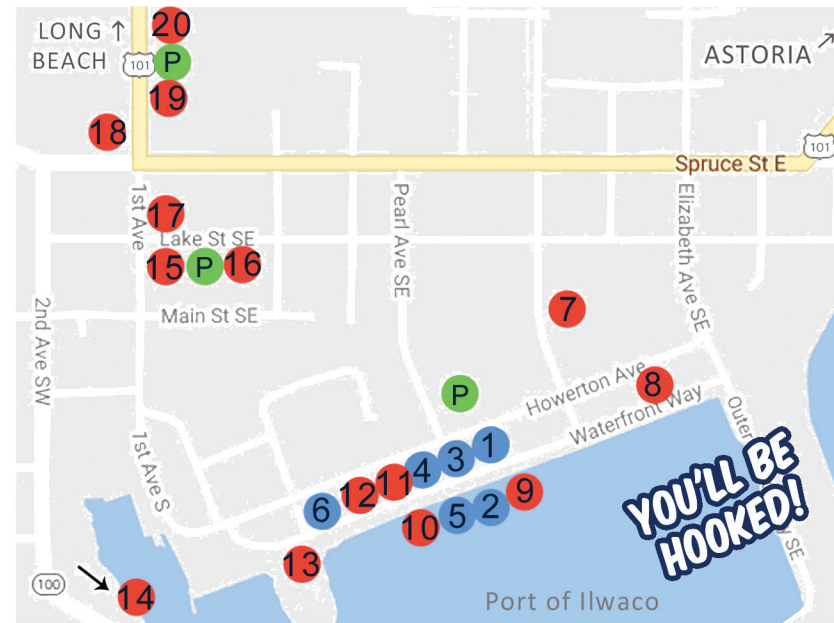 LONG ↑
BEACH
20
P
101
19
18
ASTORIA ↗
101
Spruce St E
1st Ave
17
Pearl Ave SE
Elizabeth Ave SE
Lake St SE
15
P
16
2nd Ave SW
Main St SE
7
P
Howerton Ave
8
Waterfront Way
1st Ave S
1
3
4
11
12
6
9
2
5
10
13
YOU'LL BE
HOOKED!
100
14
Port of Ilwaco